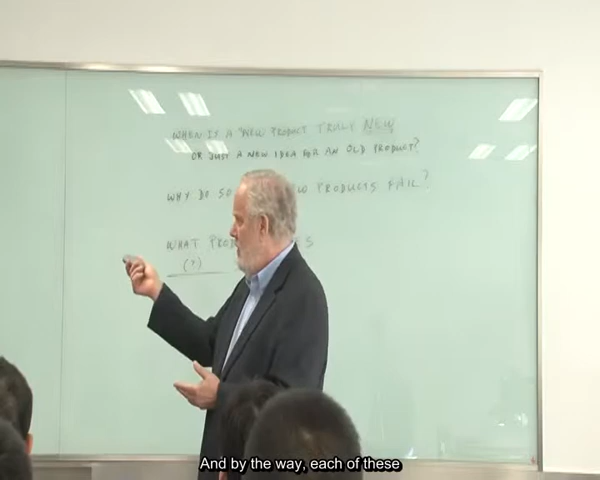 WHEN IS A "NEW PRODUCT TRULY NEW
OR JUST A NEW IDEA FOR AN OLD PRODUCT?
WHY DO SO PRODUCTS FAIL?
WHAT
(?)
And by the way, each of these